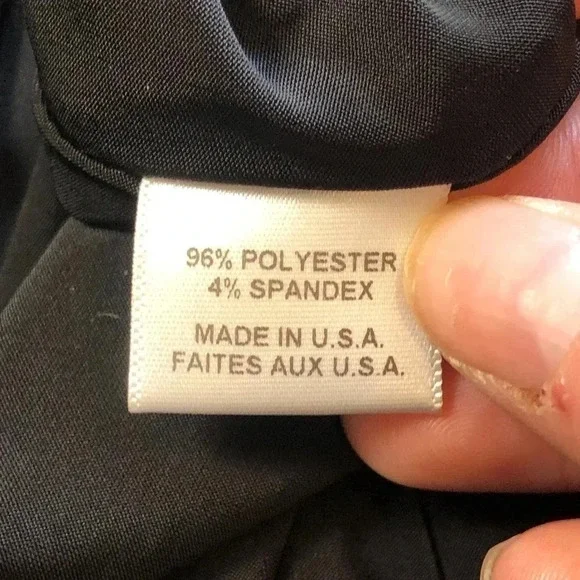 96% POLYESTER
4% SPANDEX
MADE IN U.S.A.
FAITES AUX U.S.A.